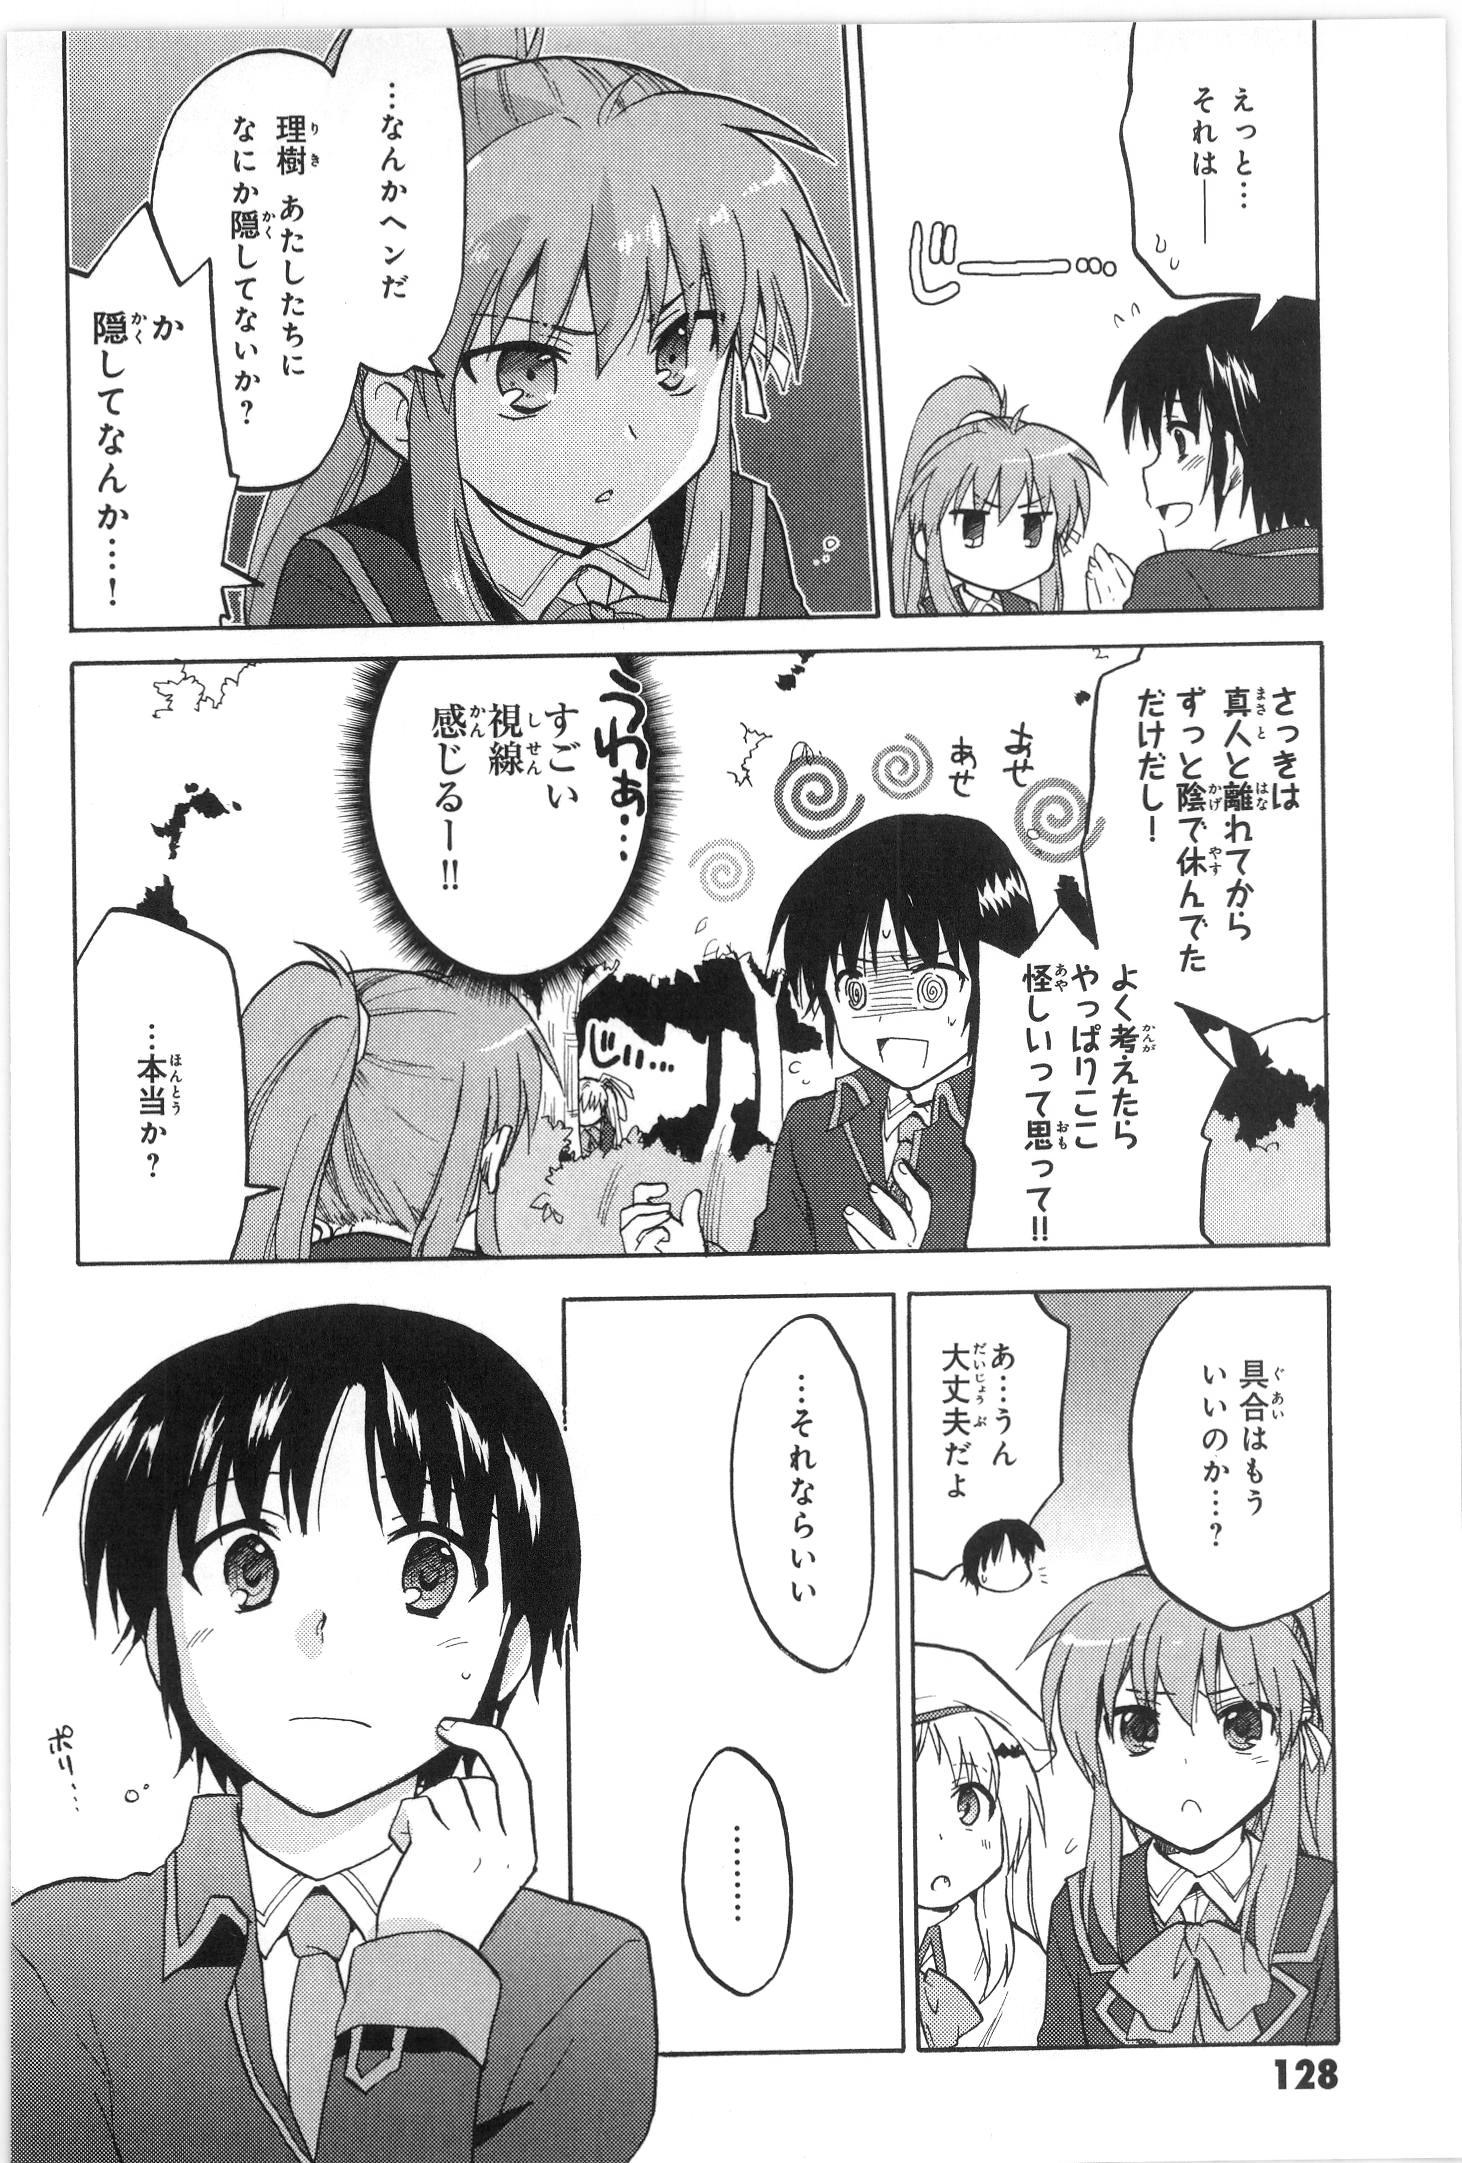 えっと…
それは──
じーー…
…なんかヘンだ
理樹 あたしたちに
なにか隠してないか?
か
隠してなんか…!
さっきは
真人と離れてから
ずっと陰で休んでた
だけだし!
よく考えたら
やっぱりここ
怪しいって思って!!
あせ
あせ
うわぁ…
すごい
視線
感じるー!!
じぃ…
…本当か?
具合はもう
いいのか…?
あ…うん
大丈夫だよ
…それならいい
………
ポリ…
128